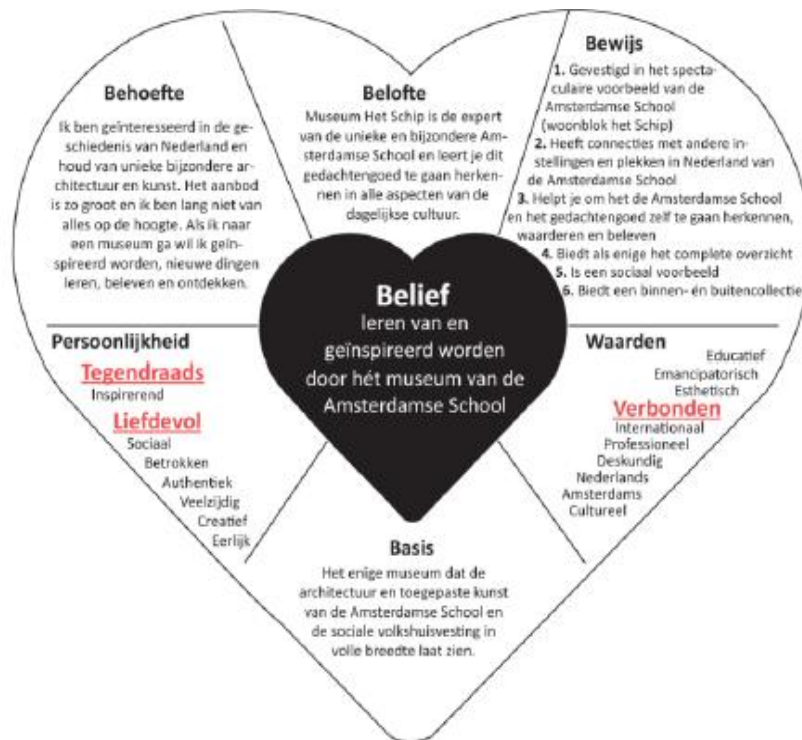 Behoefte
Ik ben geïnteresseerd in de ge-
schiedenis van Nederland en
houd van unieke bijzondere ar-
chitectuur en kunst. Het aanbod
is zo groot en ik ben lang niet van
alles op de hoogte. Als ik naar
een museum ga wil ik geïn-
spireerd worden, nieuwe dingen
leren, beleven en ontdekken.
Belofte
Museum Het Schip is de expert
van de unieke en bijzondere Am-
sterdamse School en leert je dit
gedachtengoed te gaan herken-
nen in alle aspecten van de
dagelijkse cultuur.
Bewijs
1. Gevestigd in het specta-
culaire voorbeeld van de
Amsterdamse School
(woonblok het Schip)
2. Heeft connecties met andere in-
stellingen en plekken in Nederland van
de Amsterdamse School
3. Helpt je om het de Amsterdamse School
en het gedachtengoed zelf te gaan herkennen,
waarderen en beleven
4. Biedt als enige het complete overzicht
5. Is een sociaal voorbeeld
6. Biedt een binnen- én buitencollectie
Belief
leren van en
geïnspireerd worden
door hét museum van de
Amsterdamse School
Persoonlijkheid
Tegendraads
Inspirerend
Liefdevol
Sociaal
Betrokken
Authentiek
Veelzijdig
Creatief
Eerlijk
Waarden
Educatief
Emancipatorisch
Esthetisch
Verbonden
Internationaal
Professioneel
Deskundig
Nederlands
Amsterdams
Cultureel
Basis
Het enige museum dat de
architectuur en toegepaste kunst
van de Amsterdamse School en
de sociale volkshuisvesting in
volle breedte laat zien.